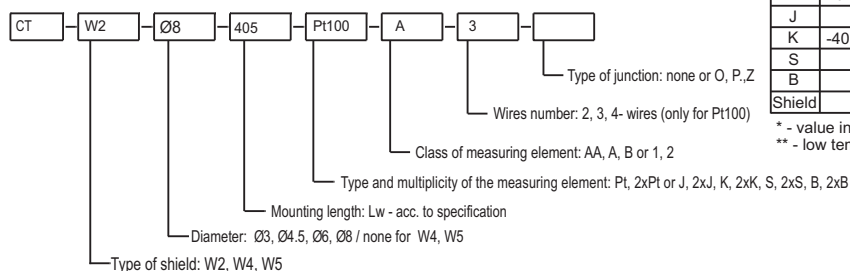 CT - W2 - Ø8 - 405 - Pt100 - A - 3 -
Type of junction: none or O, P.,Z
Wires number: 2, 3, 4- wires (only for Pt100)
Class of measuring element: AA, A, B or 1, 2
Type and multiplicity of the measuring element: Pt, 2xPt or J, 2xJ, K, 2xK, S, 2xS, B, 2xB
Mounting length: Lw - acc. to specification
Diameter: Ø3, Ø4.5, Ø6, Ø8 / none for W4, W5
Type of shield: W2, W4, W5
J
K -40
S
B
Shield
* - value in
** - low ten